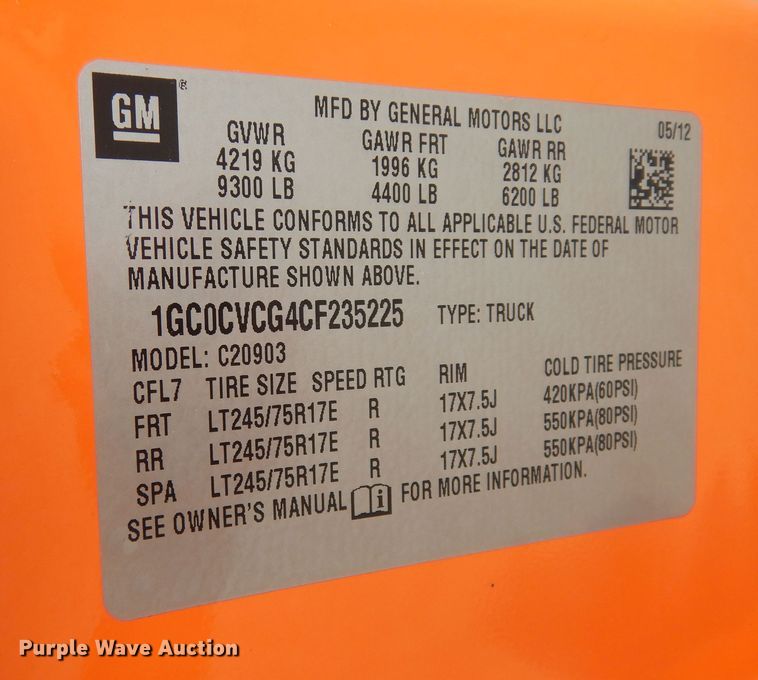 GM®
MFD BY GENERAL MOTORS LLC 05/12
GVWR GAWR FRT GAWR RR
4219 KG 1996 KG 2812 KG
9300 LB 4400 LB 6200 LB
THIS VEHICLE CONFORMS TO ALL APPLICABLE U.S. FEDERAL MOTOR
VEHICLE SAFETY STANDARDS IN EFFECT ON THE DATE OF
MANUFACTURE SHOWN ABOVE.
1GC0CVCG4CF235225 TYPE: TRUCK
MODEL: C20903
CFL7 TIRE SIZE SPEED RTG RIM COLD TIRE PRESSURE
FRT LT245/75R17E R 17X7.5J 420KPA(60PSI)
RR LT245/75R17E R 17X7.5J 550KPA(80PSI)
SPA LT245/75R17E R 17X7.5J 550KPA(80PSI)
SEE OWNER'S MANUAL i FOR MORE INFORMATION.
Purple Wave Auction